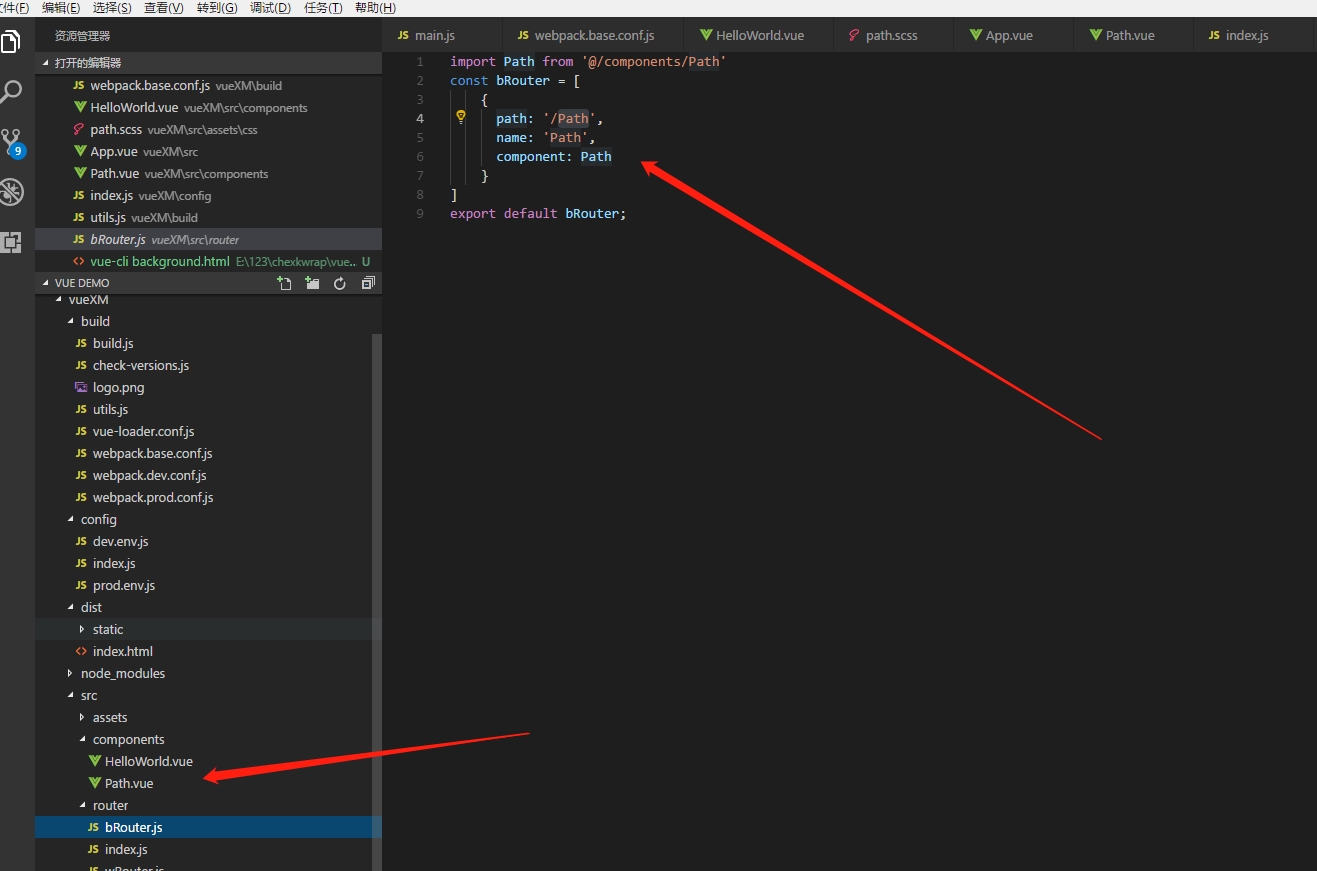 文件(F) 编辑(E) 选择(S) 查看(V) 转到(G) 调试(D) 任务(T) 帮助(H)
资源管理器
打开的编辑器
JS webpack.base.conf.js vueXM\build
HelloWorld.vue vueXM\src\components
path.scss vueXM\src\assets\css
App.vue vueXM\src
Path.vue vueXM\src\components
JS index.js vueXM\config
JS utils.js vueXM\build
JS bRouter.js vueXM\src\router
<> vue-cli background.html E:\123\chexkwrap\vue... U
9
VUE DEMO
vueXM
build
JS build.js
JS check-versions.js
logo.png
JS utils.js
JS vue-loader.conf.js
JS webpack.base.conf.js
JS webpack.dev.conf.js
JS webpack.prod.conf.js
config
JS dev.env.js
JS index.js
JS prod.env.js
dist
static
<> index.html
node_modules
src
assets
components
HelloWorld.vue
Path.vue
router
JS bRouter.js
JS index.js
JS wRouter.js
JS main.js JS webpack.base.conf.js HelloWorld.vue path.scss App.vue Path.vue JS index.js
1 import Path from '@/components/Path'
2 const bRouter = [
3 {
4 path: '/Path',
5 name: 'Path',
6 component: Path
7 }
8 ]
9 export default bRouter;